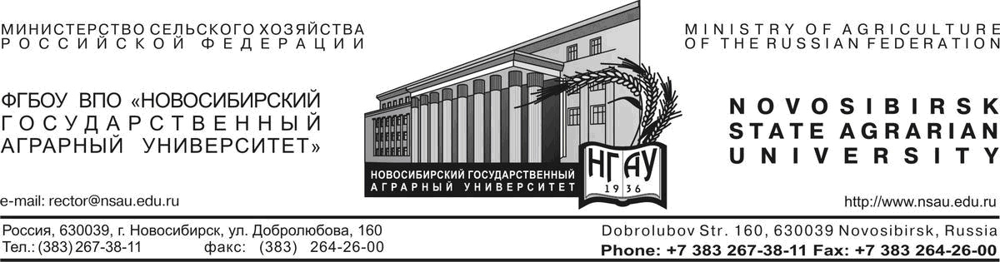 МИНИСТЕРСТВО СЕЛЬСКОГО ХОЗЯЙСТВА
РОССИЙСКОЙ ФЕДЕРАЦИИ
ФГБОУ ВПО «НОВОСИБИРСКИЙ
ГОСУДАРСТВЕННЫЙ
АГРАРНЫЙ УНИВЕРСИТЕТ»
e-mail: rector@nsau.edu.ru
НГАУ
1936
НОВОСИБИРСКИЙ ГОСУДАРСТВЕННЫЙ
АГРАРНЫЙ УНИВЕРСИТЕТ
MINISTRY OF AGRICULTURE
OF THE RUSSIAN FEDERATION
NOVOSIBIRSK
STATE AGRARIAN
UNIVERSITY
http://www.nsau.edu.ru
Россия, 630039, г. Новосибирск, ул. Добролюбова, 160
Тел.: (383) 267-38-11 факс: (383) 264-26-00
Dobrolubov Str. 160, 630039 Novosibirsk, Russia
Phone: +7 383 267-38-11 Fax: +7 383 264-26-00